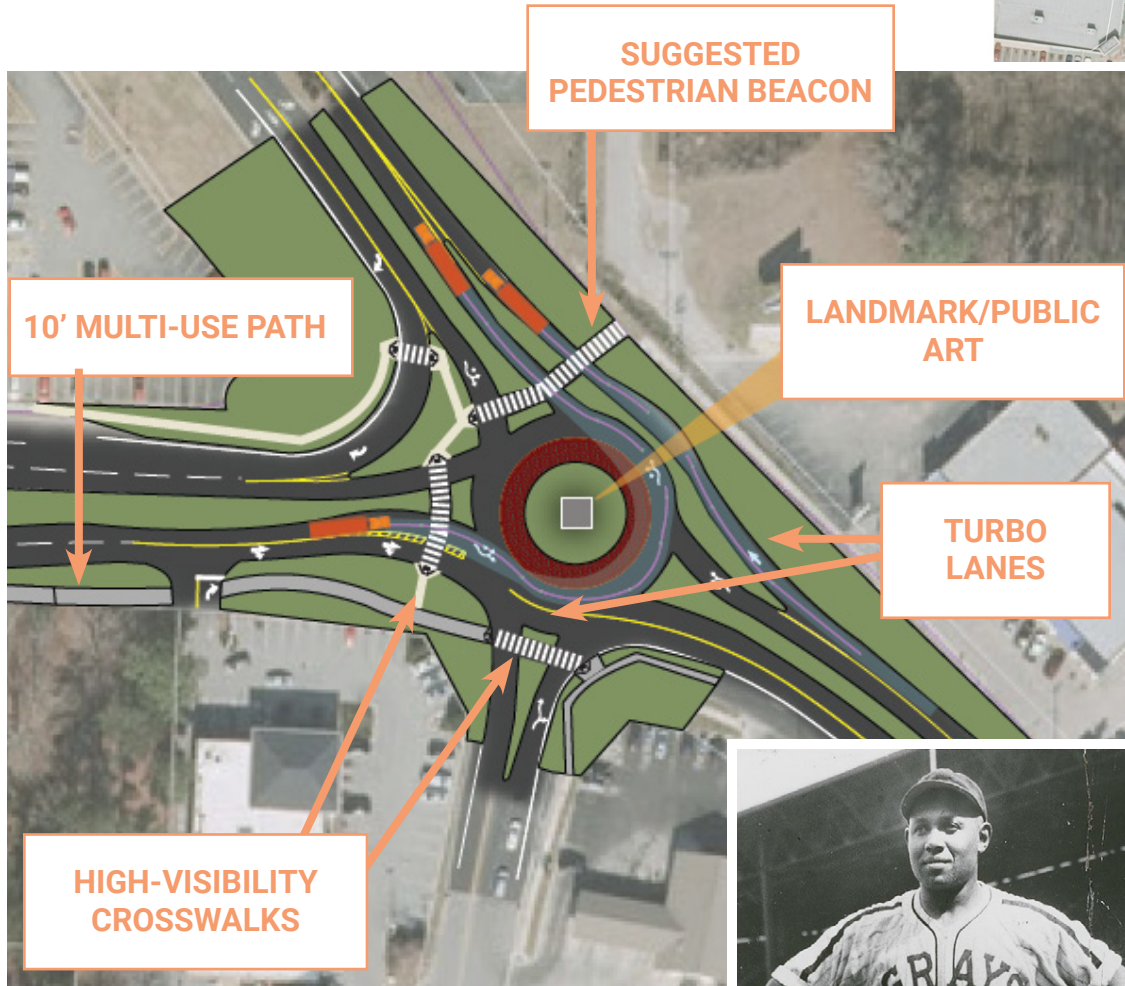 SUGGESTED
PEDESTRIAN BEACON
10’ MULTI-USE PATH
LANDMARK/PUBLIC
ART
TURBO
LANES
HIGH-VISIBILITY
CROSSWALKS
GRAYS